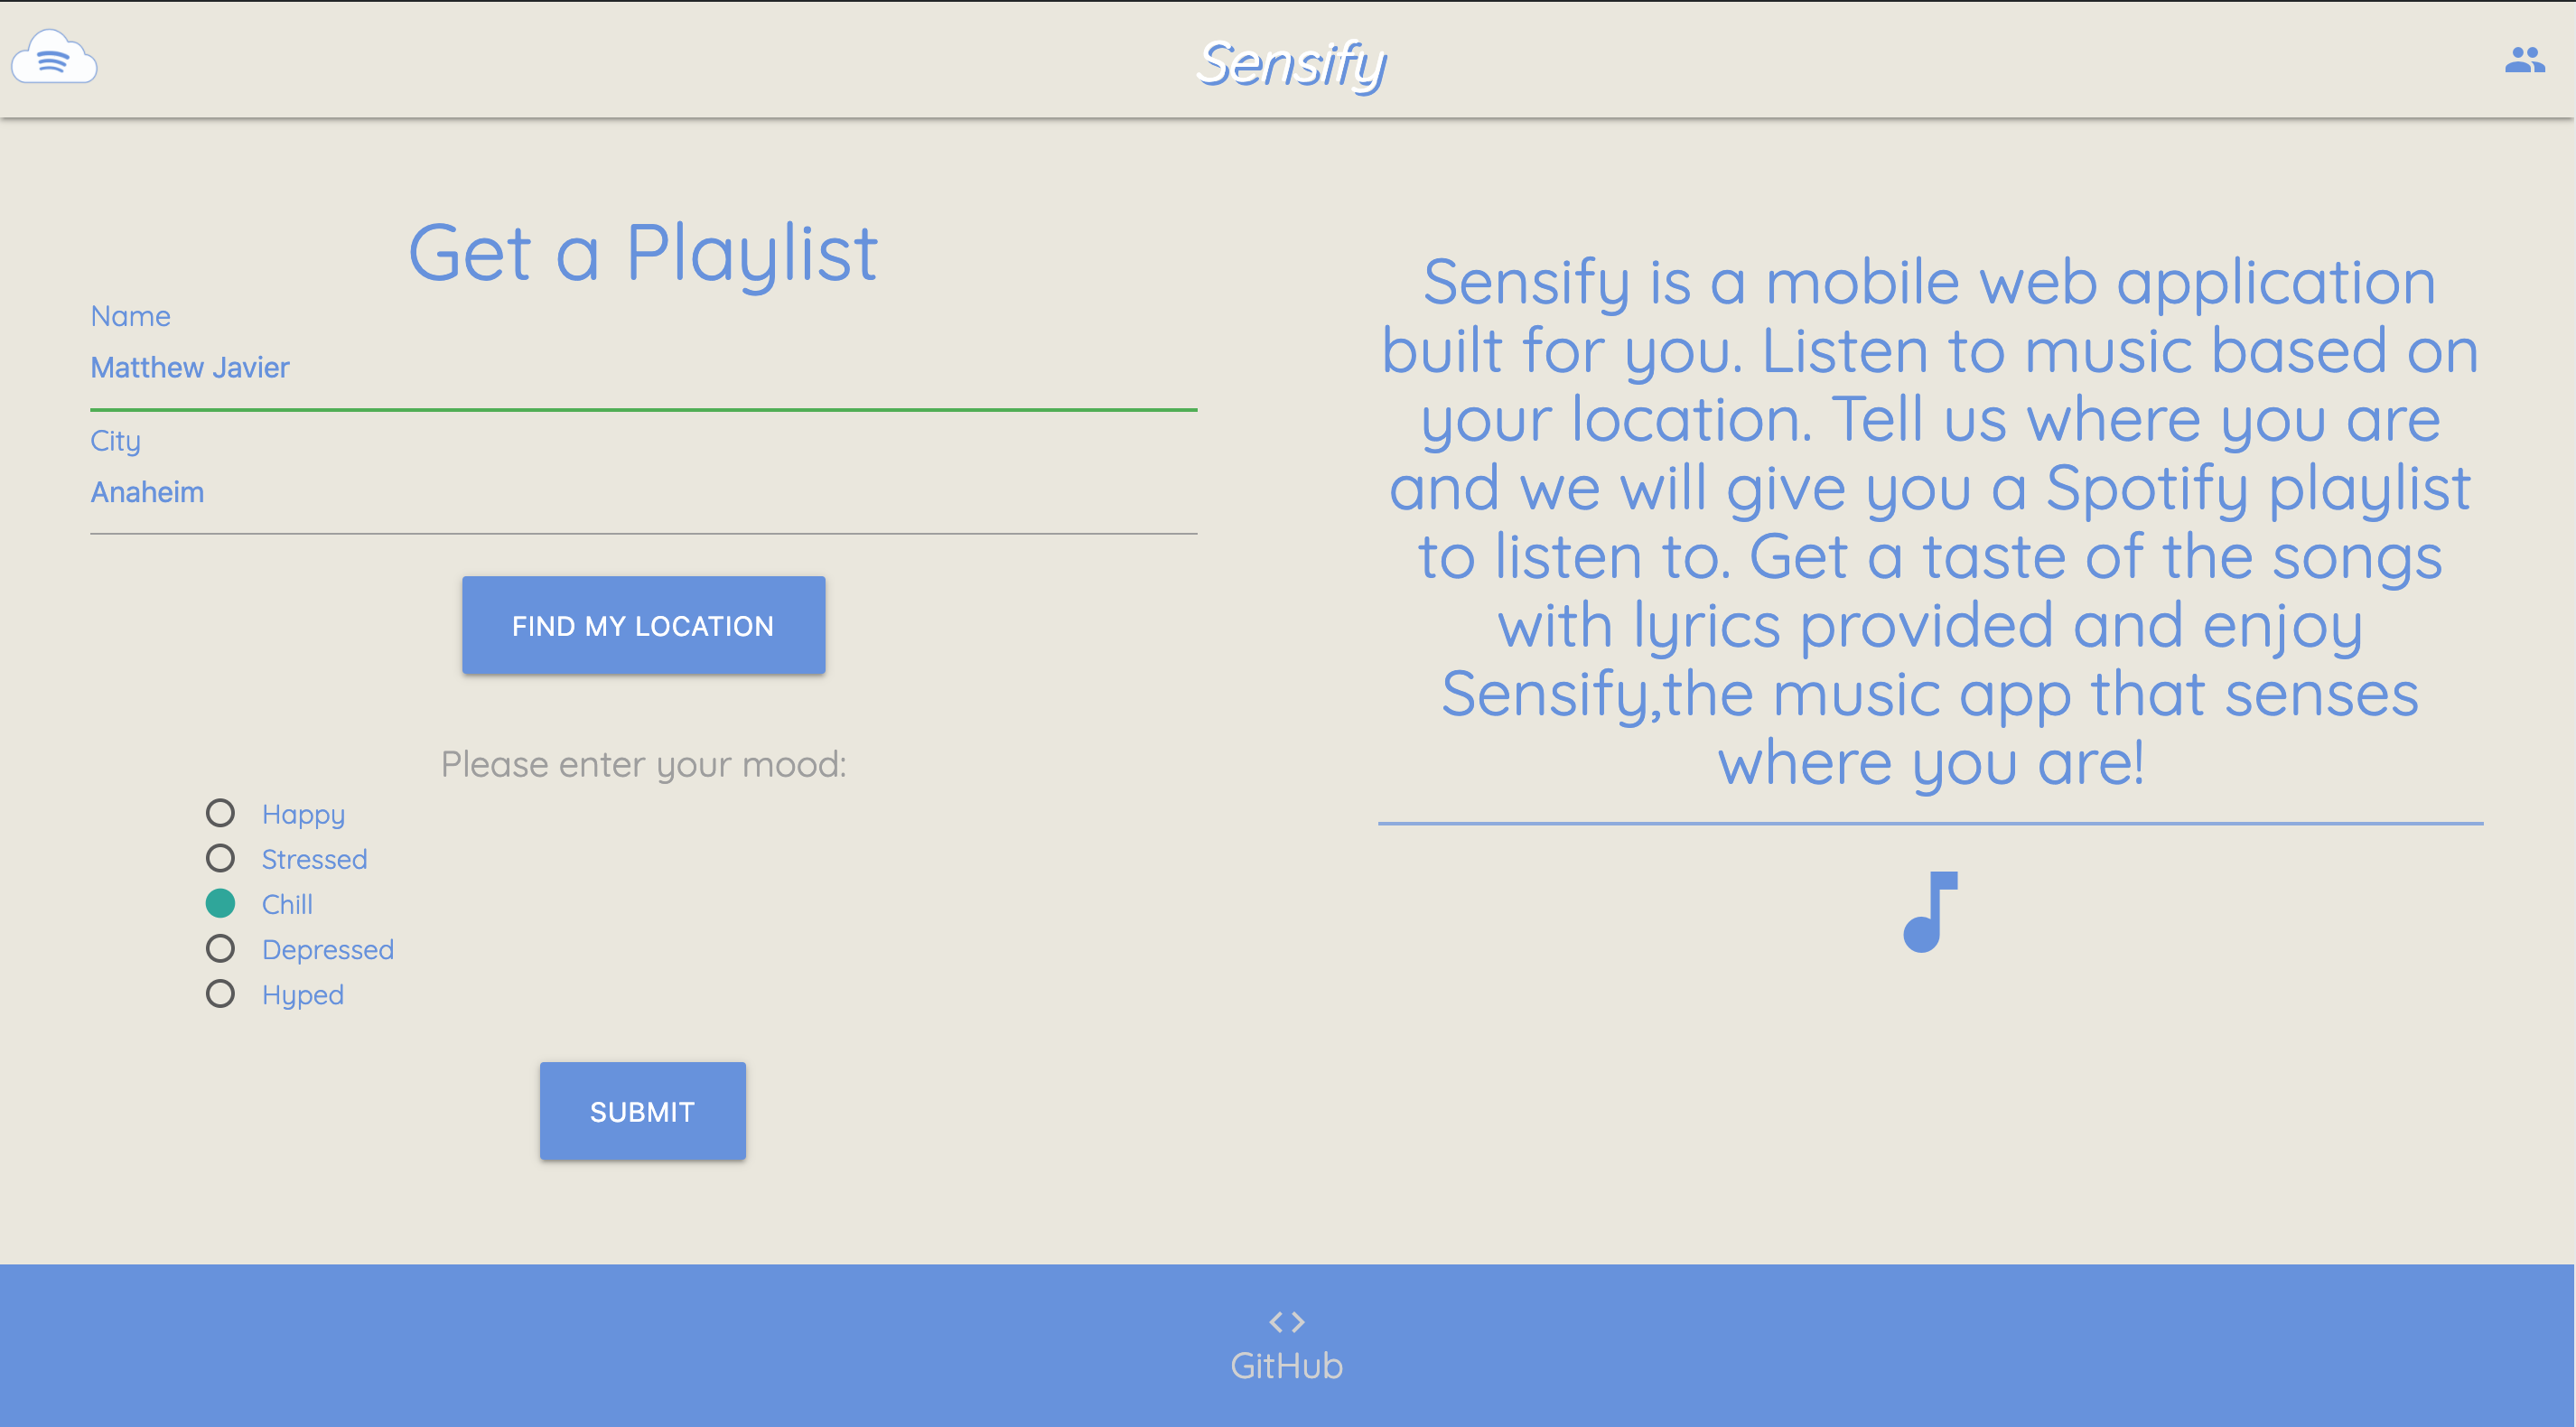 Sensify
Get a Playlist
Name
Matthew Javier
City
Anaheim
FIND MY LOCATION
Please enter your mood:
Happy
Stressed
Chill
Depressed
Hyped
SUBMIT
Sensify is a mobile web application
built for you. Listen to music based on
your location. Tell us where you are
and we will give you a Spotify playlist
to listen to. Get a taste of the songs
with lyrics provided and enjoy
Sensify,the music app that senses
where you are!
<>
GitHub